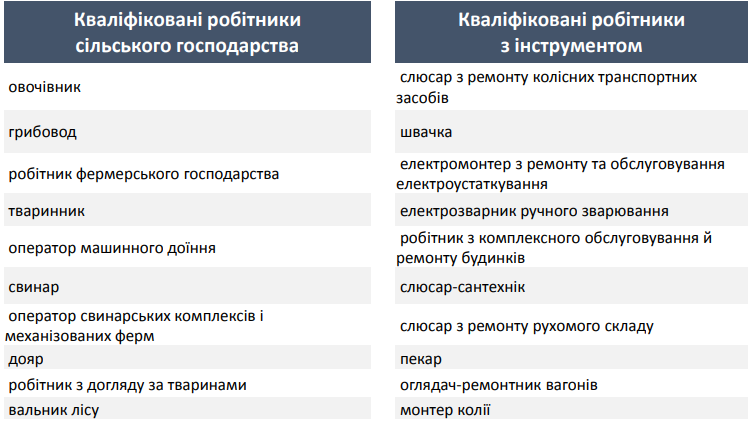 Кваліфіковані робітники
сільського господарства
овочівник
грибовод
робітник фермерського господарства
тваринник
оператор машинного доїння
свинар
оператор свинарських комплексів і
механізованих ферм
дояр
робітник з догляду за тваринами
вальник лісу
Кваліфіковані робітники
з інструментом
слюсар з ремонту колісних транспортних
засобів
швачка
електромонтер з ремонту та обслуговування
електроустаткування
електрозварник ручного зварювання
робітник з комплексного обслуговування й
ремонту будинків
слюсар-сантехнік
слюсар з ремонту рухомого складу
пекар
оглядач-ремонтник вагонів
монтер колії